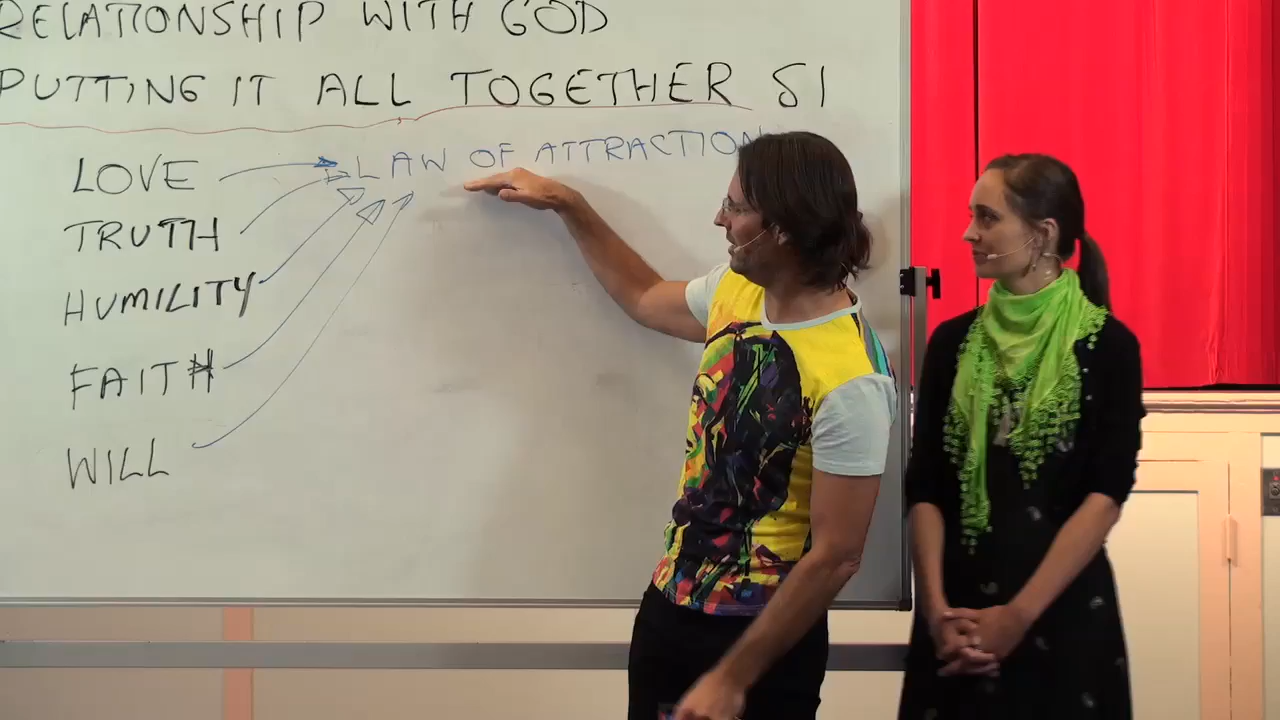 RELATIONSHIP WITH GOD
PUTTING IT ALL TOGETHER S1
LAW OF ATTRACTION
LOVE
TRUTH
HUMILITY
FAITH
WILL